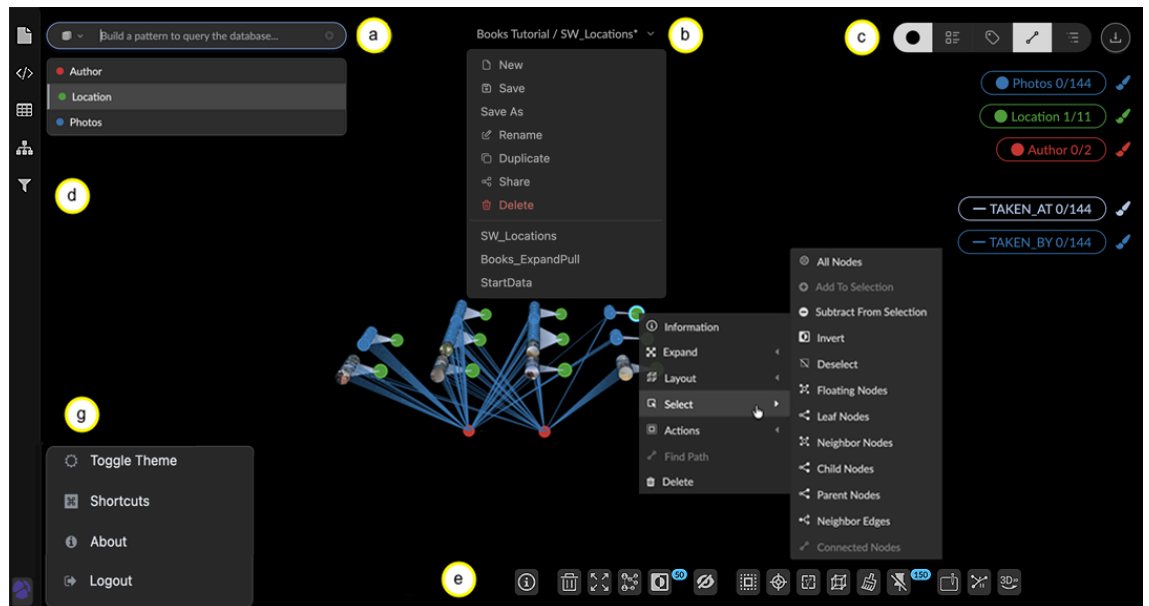 Build a pattern to query the database...
a
Books Tutorial / SW_Locations*
b
c
Author
Location
Photos
New
Save
Save As
Rename
Duplicate
Share
Delete
SW_Locations
Books_ExpandPull
StartData
Photos 0/144
Location 1/11
Author 0/2
TAKEN_AT 0/144
TAKEN_BY 0/144
d
Information
Expand
Layout
Select
Actions
Find Path
Delete
All Nodes
Add To Selection
Subtract From Selection
Invert
Deselect
Floating Nodes
Leaf Nodes
Neighbor Nodes
Child Nodes
Parent Nodes
Neighbor Edges
Connected Nodes
g
Toggle Theme
Shortcuts
About
Logout
e
50
150
3D